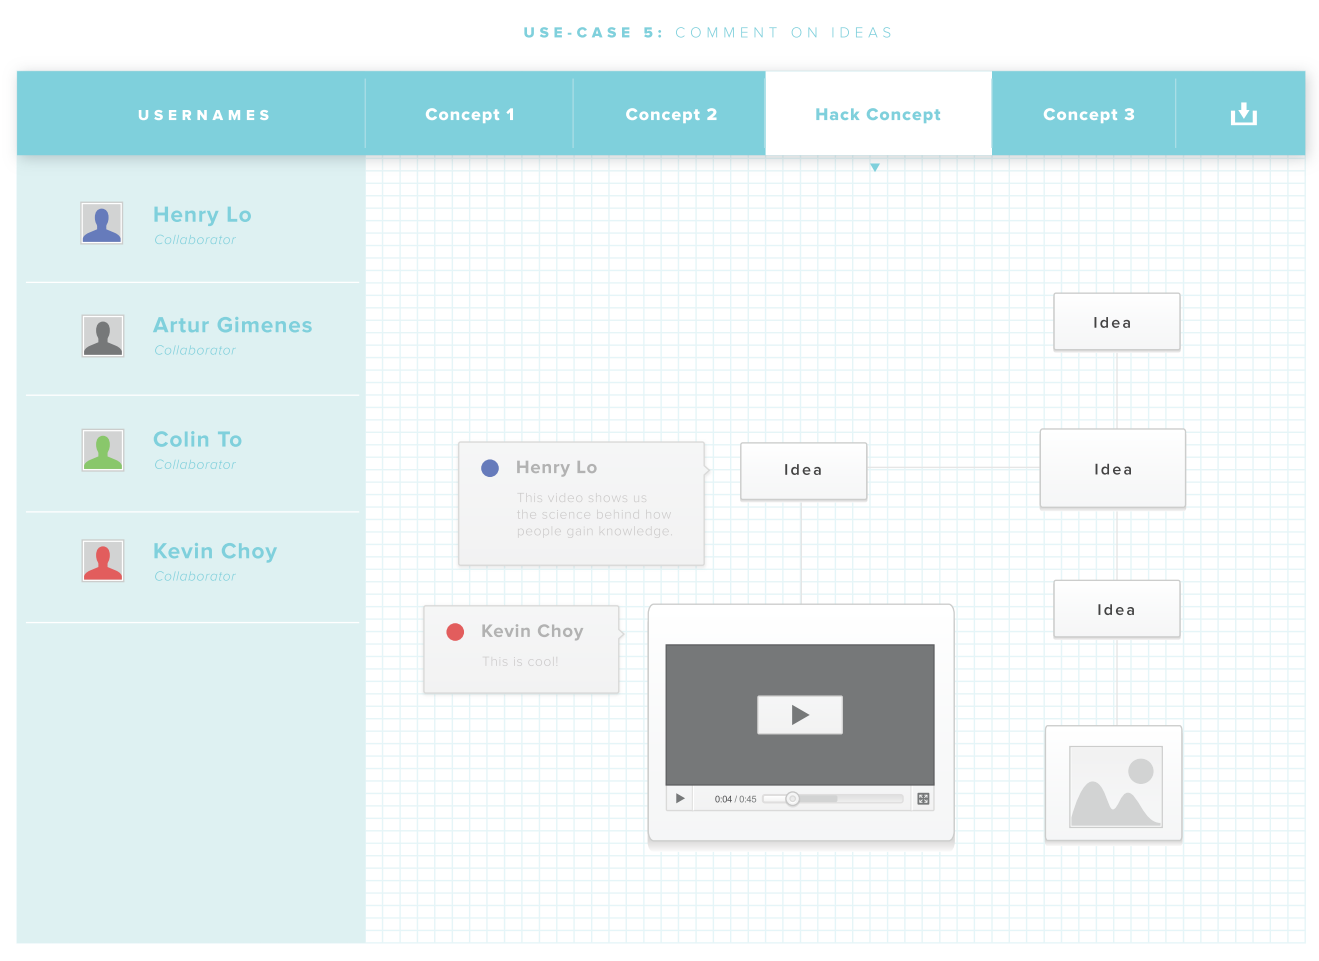 USE-CASE 5: COMMENT ON IDEAS
USERNAMES
Concept 1
Concept 2
Hack Concept
Concept 3
Henry Lo
Collaborator
Artur Gimenes
Collaborator
Colin To
Collaborator
Kevin Choy
Collaborator
Idea
Henry Lo
This video shows us
the science behind how
people gain knowledge.
Idea
Idea
Kevin Choy
This is cool!
Idea
0:04 / 0:45